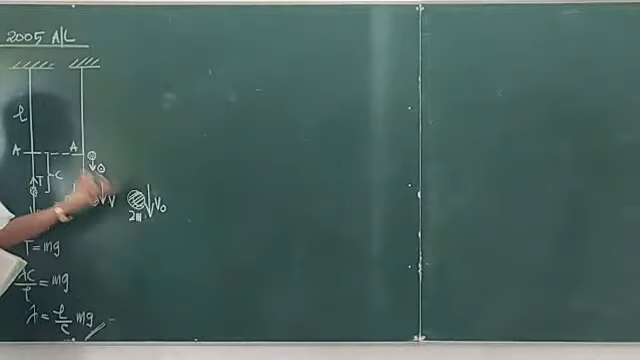 2005 A/L
l
A A
T C
V
2m V₀
T = mg
λC/l = mg
λ = l/C mg